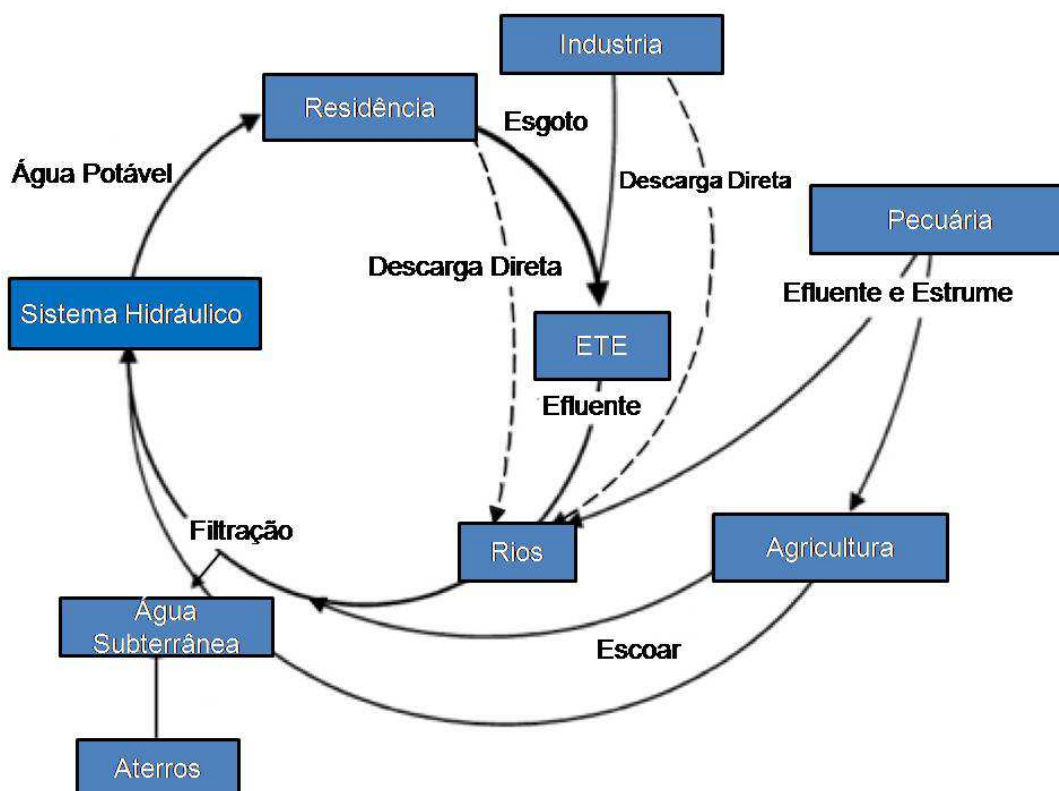 Industria
Residência
Esgoto
Água Potável
Descarga Direta
Pecuária
Descarga Direta
Efluente e Estrume
Sistema Hidráulico
ETE
Efluente
Filtração
Rios
Agricultura
Água
Subterrânea
Escoar
Aterros